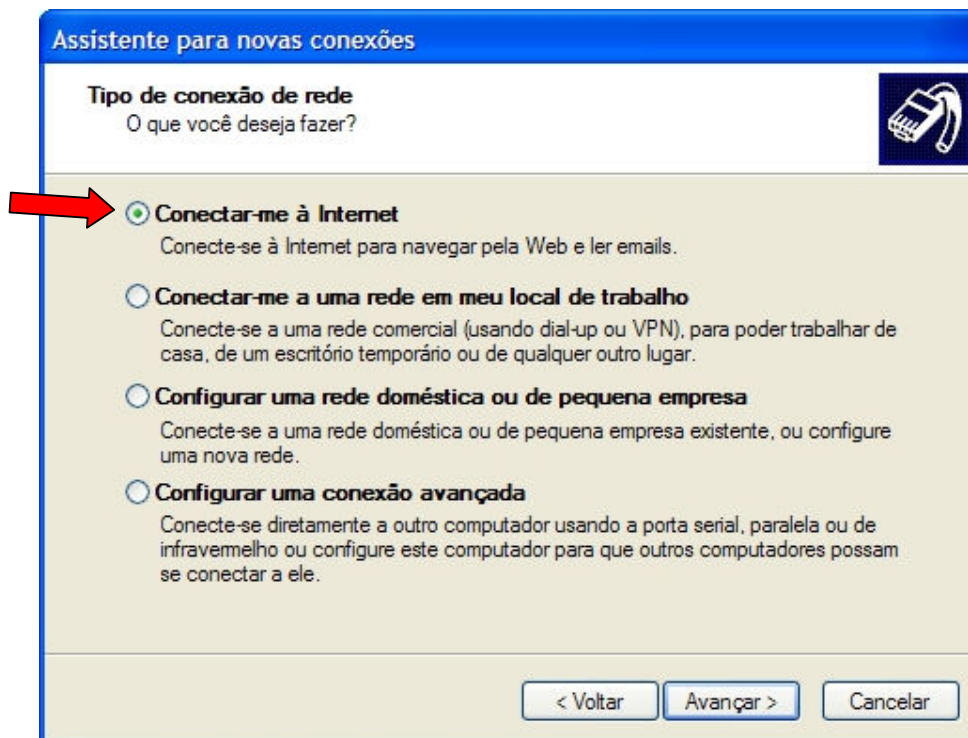 Assistente para novas conexões
Tipo de conexão de rede
O que você deseja fazer?
Conectar-me à Internet
Conecte-se à Internet para navegar pela Web e ler emails.
Conectar-me a uma rede em meu local de trabalho
Conecte-se a uma rede comercial (usando dial-up ou VPN), para poder trabalhar de
casa, de um escritório temporário ou de qualquer outro lugar.
Configurar uma rede doméstica ou de pequena empresa
Conecte-se a uma rede doméstica ou de pequena empresa existente, ou configure
uma nova rede.
Configurar uma conexão avançada
Conecte-se diretamente a outro computador usando a porta serial, paralela ou de
infravermelho ou configure este computador para que outros computadores possam
se conectar a ele.
< Voltar Avançar > Cancelar